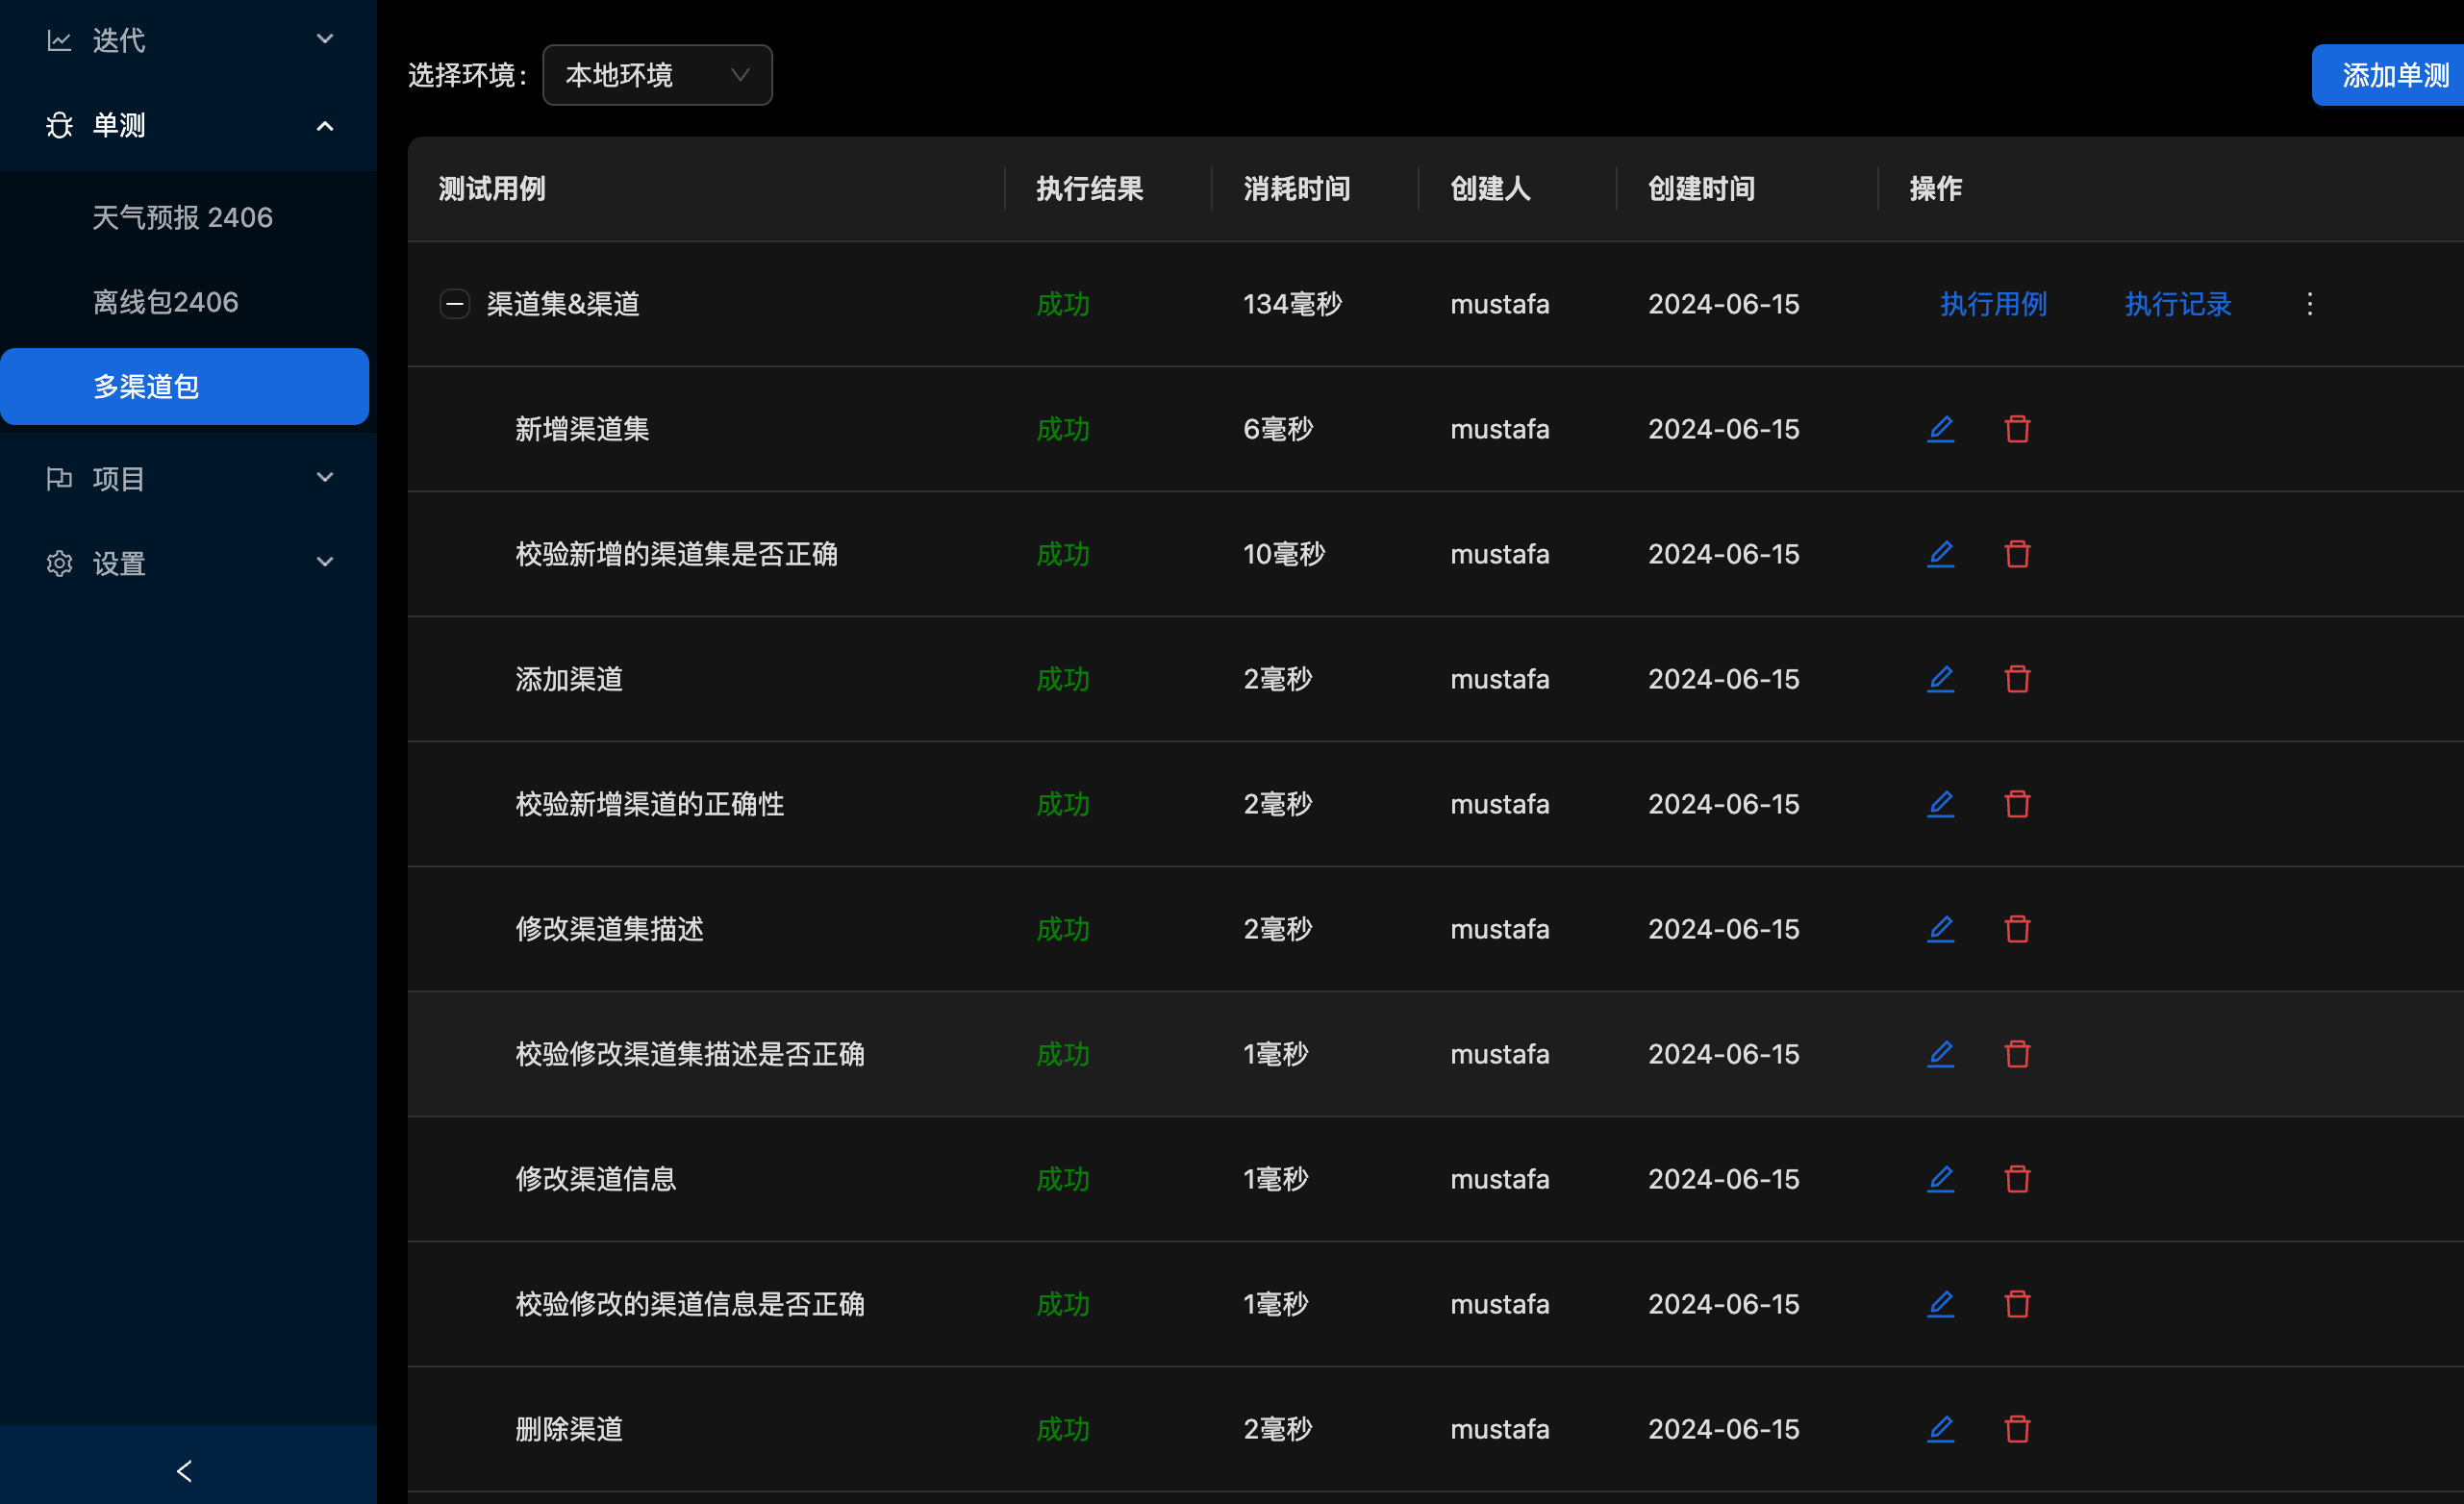 迭代
单测
天气预报 2406
离线包2406
多渠道包
项目
设置
选择环境: 本地环境 添加单测
测试用例 执行结果 消耗时间 创建人 创建时间 操作
渠道集&渠道 成功 134毫秒 mustafa 2024-06-15 执行用例 执行记录
新增渠道集 成功 6毫秒 mustafa 2024-06-15
校验新增的渠道集是否正确 成功 10毫秒 mustafa 2024-06-15
添加渠道 成功 2毫秒 mustafa 2024-06-15
校验新增渠道的正确性 成功 2毫秒 mustafa 2024-06-15
修改渠道集描述 成功 2毫秒 mustafa 2024-06-15
校验修改渠道集描述是否正确 成功 1毫秒 mustafa 2024-06-15
修改渠道信息 成功 1毫秒 mustafa 2024-06-15
校验修改的渠道信息是否正确 成功 1毫秒 mustafa 2024-06-15
删除渠道 成功 2毫秒 mustafa 2024-06-15